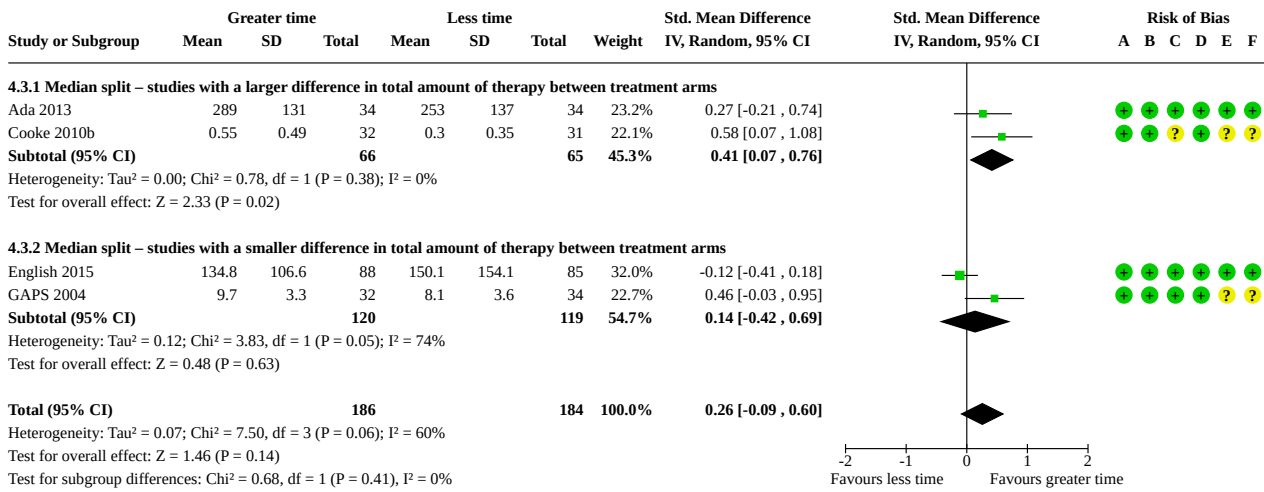 Greater time Less time Std. Mean Difference Std. Mean Difference Risk of Bias
Study or Subgroup Mean SD Total Mean SD Total Weight IV, Random, 95% CI IV, Random, 95% CI A B C D E F
4.3.1 Median split – studies with a larger difference in total amount of therapy between treatment arms
Ada 2013 289 131 34 253 137 34 23.2% 0.27 [-0.21 , 0.74] + + + + + +
Cooke 2010b 0.55 0.49 32 0.3 0.35 31 22.1% 0.58 [0.07 , 1.08] + + ? + ? ?
Subtotal (95% CI) 66 65 45.3% 0.41 [0.07 , 0.76]
Heterogeneity: Tau² = 0.00; Chi² = 0.78, df = 1 (P = 0.38); I² = 0%
Test for overall effect: Z = 2.33 (P = 0.02)
4.3.2 Median split – studies with a smaller difference in total amount of therapy between treatment arms
English 2015 134.8 106.6 88 150.1 154.1 85 32.0% -0.12 [-0.41 , 0.18] + + + + + +
GAPS 2004 9.7 3.3 32 8.1 3.6 34 22.7% 0.46 [-0.03 , 0.95] + + + + ? ?
Subtotal (95% CI) 120 119 54.7% 0.14 [-0.42 , 0.69]
Heterogeneity: Tau² = 0.12; Chi² = 3.83, df = 1 (P = 0.05); I² = 74%
Test for overall effect: Z = 0.48 (P = 0.63)
Total (95% CI) 186 184 100.0% 0.26 [-0.09 , 0.60]
Heterogeneity: Tau² = 0.07; Chi² = 7.50, df = 3 (P = 0.06); I² = 60%
Test for overall effect: Z = 1.46 (P = 0.14) -2 -1 0 1 2
Test for subgroup differences: Chi² = 0.68, df = 1 (P = 0.41), I² = 0% Favours less time Favours greater time